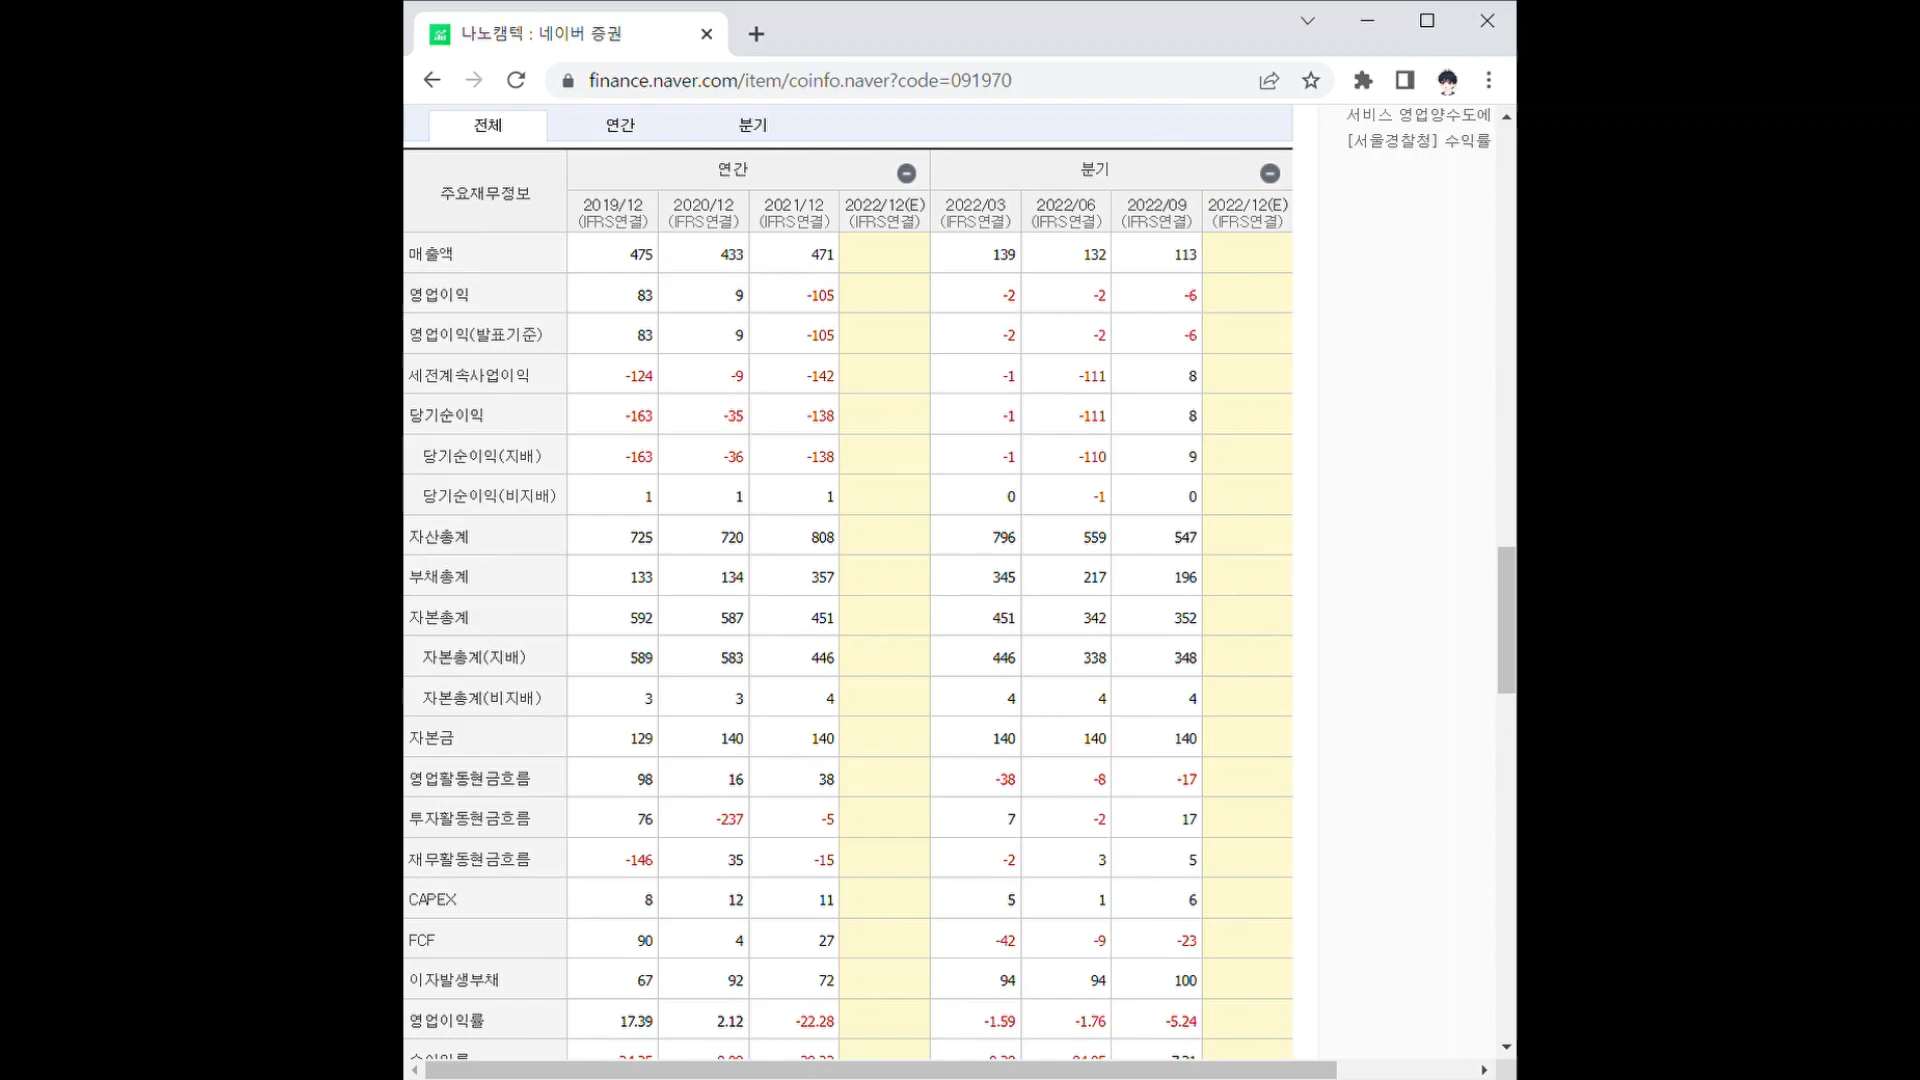 나노캠텍 : 네이버 증권
finance.naver.com/item/coinfo.naver?code=091970
서비스 영업양수도에
[서울경찰청] 수익률
전체 연간 분기
주요재무정보 연간 분기
2019/12 2020/12 2021/12 2022/12(E) 2022/03 2022/06 2022/09 2022/12(E)
(IFRS연결) (IFRS연결) (IFRS연결) (IFRS연결) (IFRS연결) (IFRS연결) (IFRS연결) (IFRS연결)
매출액 475 433 471 139 132 113
영업이익 83 9 -105 -2 -2 -6
영업이익(발표기준) 83 9 -105 -2 -2 -6
세전계속사업이익 -124 -9 -142 -1 -111 8
당기순이익 -163 -35 -138 -1 -111 8
당기순이익(지배) -163 -36 -138 -1 -110 9
당기순이익(비지배) 1 1 1 0 -1 0
자산총계 725 720 808 796 559 547
부채총계 133 134 357 345 217 196
자본총계 592 587 451 451 342 352
자본총계(지배) 589 583 446 446 338 348
자본총계(비지배) 3 3 4 4 4 4
자본금 129 140 140 140 140 140
영업활동현금흐름 98 16 38 -38 -8 -17
투자활동현금흐름 76 -237 -5 7 -2 17
재무활동현금흐름 -146 35 -15 -2 3 5
CAPEX 8 12 11 5 1 6
FCF 90 4 27 -42 -9 -23
이자발생부채 67 92 72 94 94 100
영업이익률 17.39 2.12 -22.28 -1.59 -1.76 -5.24